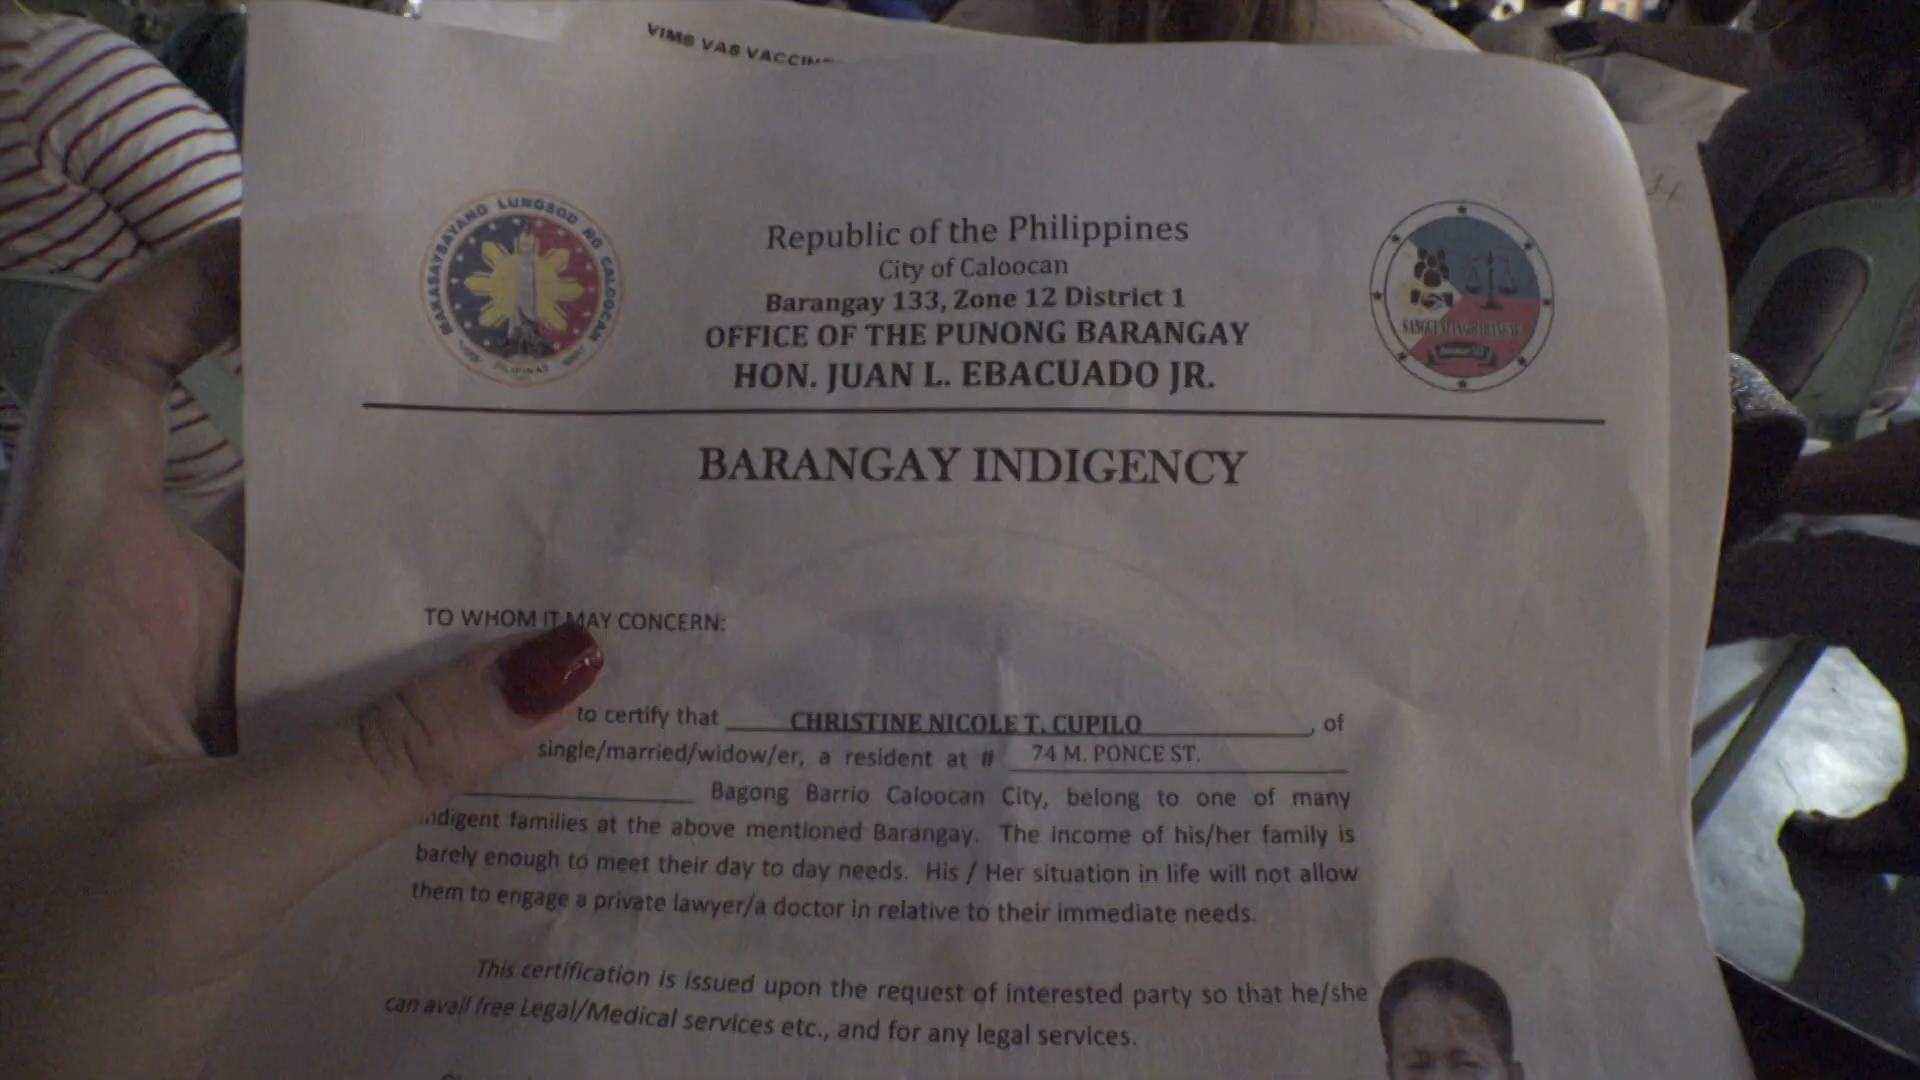 VIMS VAS VACCINE
MAKASAYSAYANG LUNGSOD NG CALOOCAN
PILIPINAS
Republic of the Philippines
City of Caloocan
Barangay 133, Zone 12 District 1
OFFICE OF THE PUNONG BARANGAY
HON. JUAN L. EBACUADO JR.
BARANGAY INDIGENCY
TO WHOM IT MAY CONCERN:
to certify that CHRISTINE NICOLE T. CUPILO, of
single/married/widow/er, a resident at # 74 M. PONCE ST.
Bagong Barrio Caloocan City, belong to one of many
indigent families at the above mentioned Barangay. The income of his/her family is
barely enough to meet their day to day needs. His / Her situation in life will not allow
them to engage a private lawyer/a doctor in relative to their immediate needs.
This certification is issued upon the request of interested party so that he/she
can avail free Legal/Medical services etc., and for any legal services.